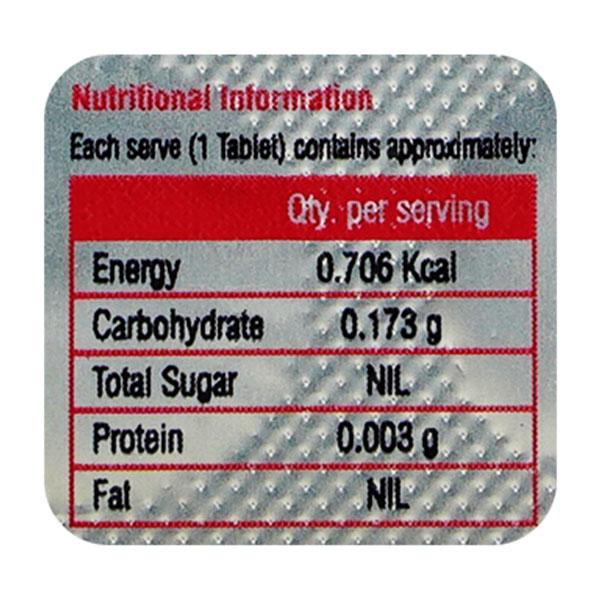 Nutritional Information
Each serve (1 Tablet) contains approximately:
Qty. per serving
Energy 0.706 Kcal
Carbohydrate 0.173 g
Total Sugar NIL
Protein 0.003 g
Fat NIL